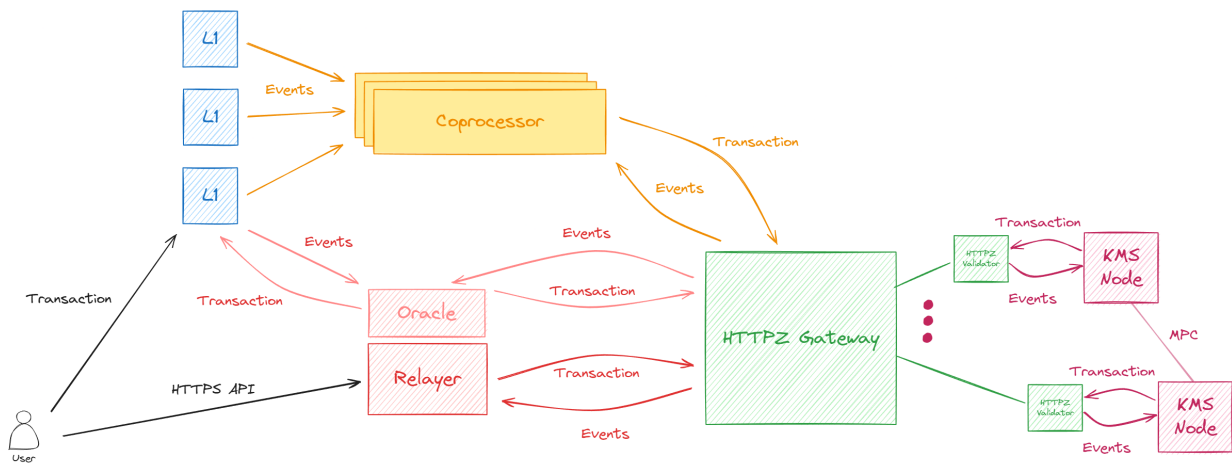 L1
Events
L1
Coprocessor
Transaction
Events
L1
Transaction
Events
Events
Transaction
HTTPZ
Validator
KMS
Node
Transaction
Transaction
Transaction
Events
Oracle
HTTPZ Gateway
MPC
Relayer
Transaction
HTTPS API
Transaction
HTTPZ
Validator
KMS
Node
Events
Events
User